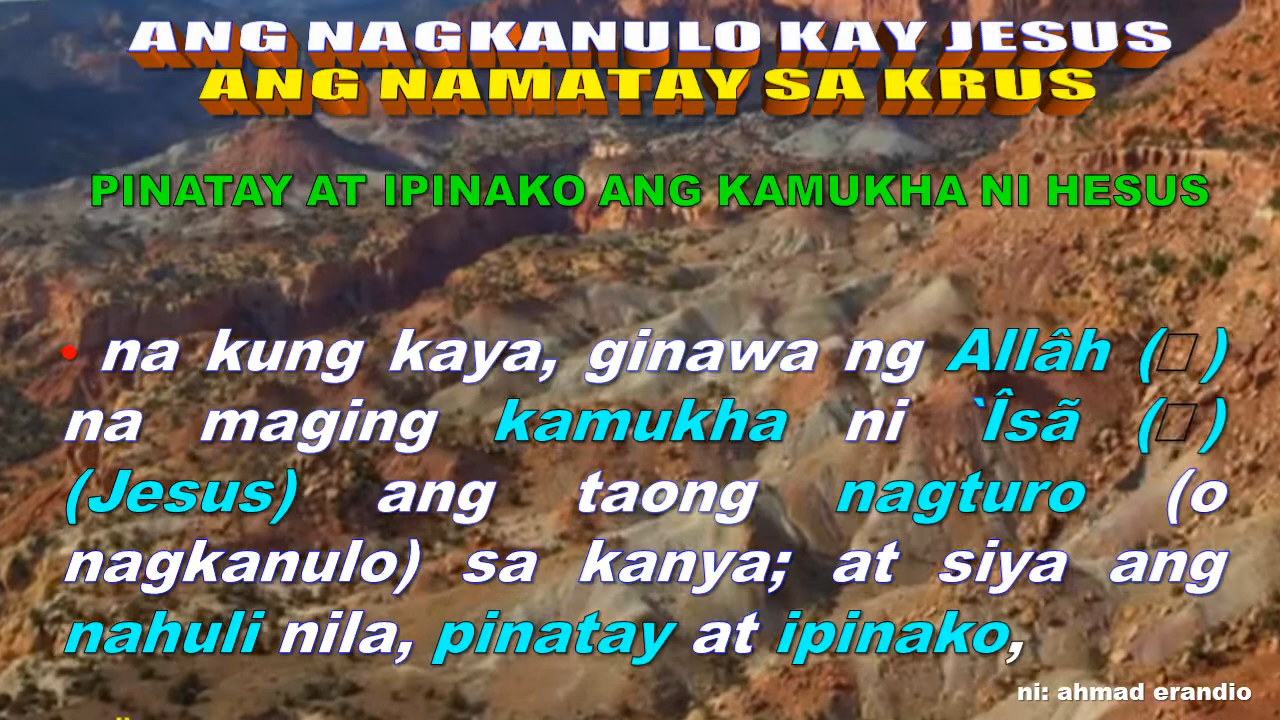 ANG NAGKANULO KAY JESUS
ANG NAMATAY SA KRUS
PINATAY AT IPINAKO ANG KAMUKHA NI HESUS
• na kung kaya, ginawa ng Allâh (□)
na maging kamukha ni `Îsã (□)
(Jesus) ang taong nagturo (o
nagkanulo) sa kanya; at siya ang
nahuli nila, pinatay at ipinako,
ni: ahmad erandio